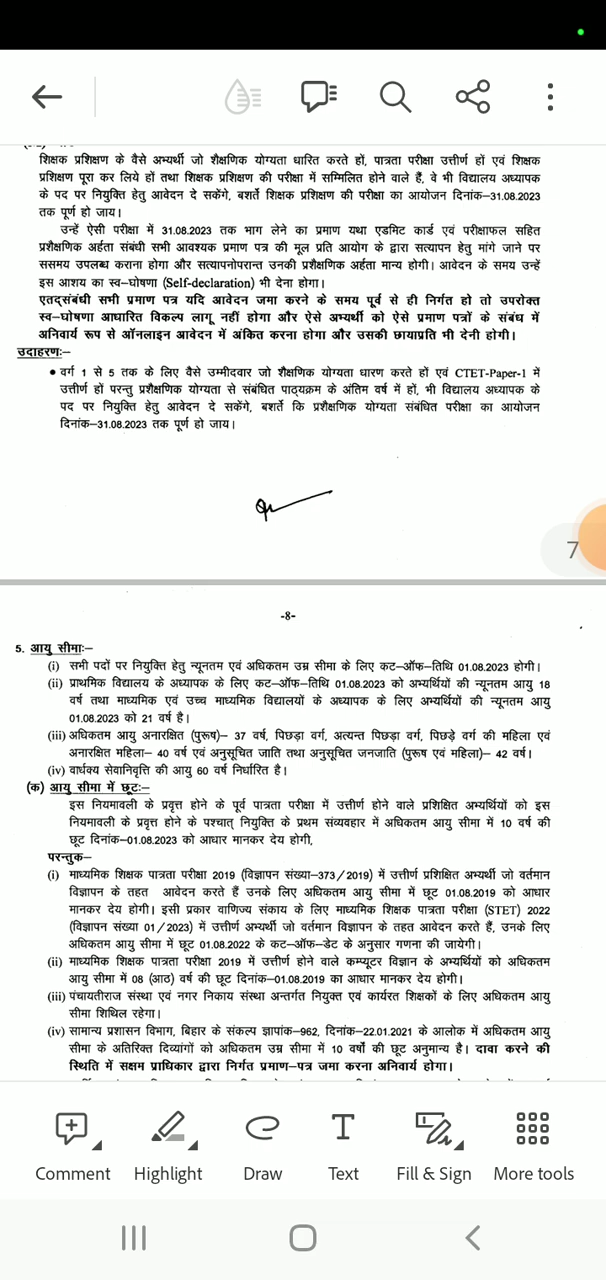 शिक्षक प्रशिक्षण के वैसे अभ्यर्थी जो शैक्षणिक योग्यता धारित करते हों, पात्रता परीक्षा उत्तीर्ण हों एवं शिक्षक
प्रशिक्षण पूरा कर लिये हों तथा शिक्षक प्रशिक्षण की परीक्षा में सम्मिलित होने वाले हैं, वे भी विद्यालय अध्यापक
के पद पर नियुक्ति हेतु आवेदन दे सकेंगे, बशर्ते शिक्षक प्रशिक्षण की परीक्षा का आयोजन दिनांक–31.08.2023
तक पूर्ण हो जाय।
उन्हें ऐसी परीक्षा में 31.08.2023 तक भाग लेने का प्रमाण यथा एडमिट कार्ड एवं परीक्षाफल सहित
प्रशैक्षणिक अर्हता संबंधी सभी आवश्यक प्रमाण पत्र की मूल प्रति आयोग के द्वारा सत्यापन हेतु मांगे जाने पर
ससमय उपलब्ध कराना होगा और सत्यापनोपरान्त उनकी प्रशैक्षणिक अर्हता मान्य होगी। आवेदन के समय उन्हें
इस आशय का स्व–घोषणा (Self-declaration) भी देना होगा।
एतद्संबंधी सभी प्रमाण पत्र यदि आवेदन जमा करने के समय पूर्व से ही निर्गत हो तो उपरोक्त
स्व–घोषणा आधारित विकल्प लागू नहीं होगा और ऐसे अभ्यर्थी को ऐसे प्रमाण पत्रों के संबंध में
अनिवार्य रूप से ऑनलाइन आवेदन में अंकित करना होगा और उसकी छायाप्रति भी देनी होगी।
उदाहरणः–
• वर्ग 1 से 5 तक के लिए वैसे उम्मीदवार जो शैक्षणिक योग्यता धारण करते हों एवं CTET-Paper-1 में
उत्तीर्ण हों परन्तु प्रशैक्षणिक योग्यता से संबंधित पाठ्यक्रम के अंतिम वर्ष में हों, भी विद्यालय अध्यापक के
पद पर नियुक्ति हेतु आवेदन दे सकेंगे, बशर्ते कि प्रशैक्षणिक योग्यता संबंधित परीक्षा का आयोजन
दिनांक–31.08.2023 तक पूर्ण हो जाय।
7
-8-
5. आयु सीमाः–
(i) सभी पदों पर नियुक्ति हेतु न्यूनतम एवं अधिकतम उम्र सीमा के लिए कट–ऑफ–तिथि 01.08.2023 होगी।
(ii) प्राथमिक विद्यालय के अध्यापक के लिए कट–ऑफ–तिथि 01.08.2023 को अभ्यर्थियों की न्यूनतम आयु 18
वर्ष तथा माध्यमिक एवं उच्च माध्यमिक विद्यालयों के अध्यापक के लिए अभ्यर्थियों की न्यूनतम आयु
01.08.2023 को 21 वर्ष है।
(iii) अधिकतम आयु अनारक्षित (पुरूष)– 37 वर्ष, पिछड़ा वर्ग, अत्यन्त पिछड़ा वर्ग, पिछड़े वर्ग की महिला एवं
अनारक्षित महिला– 40 वर्ष एवं अनुसूचित जाति तथा अनुसूचित जनजाति (पुरूष एवं महिला)– 42 वर्ष।
(iv) वार्धक्य सेवानिवृत्ति की आयु 60 वर्ष निर्धारित है।
(क) आयु सीमा में छूटः–
इस नियमावली के प्रवृत्त होने के पूर्व पात्रता परीक्षा में उत्तीर्ण होने वाले प्रशिक्षित अभ्यर्थियों को इस
नियमावली के प्रवृत्त होने के पश्चात् नियुक्ति के प्रथम संव्यवहार में अधिकतम आयु सीमा में 10 वर्ष की
छूट दिनांक–01.08.2023 को आधार मानकर देय होगी,
परन्तुक–
(i) माध्यमिक शिक्षक पात्रता परीक्षा 2019 (विज्ञापन संख्या–373/2019) में उत्तीर्ण प्रशिक्षित अभ्यर्थी जो वर्तमान
विज्ञापन के तहत आवेदन करते हैं उनके लिए अधिकतम आयु सीमा में छूट 01.08.2019 को आधार
मानकर देय होगी। इसी प्रकार वाणिज्य संकाय के लिए माध्यमिक शिक्षक पात्रता परीक्षा (STET) 2022
(विज्ञापन संख्या 01/2023) में उत्तीर्ण अभ्यर्थी जो वर्तमान विज्ञापन के तहत आवेदन करते हैं, उनके लिए
अधिकतम आयु सीमा में छूट 01.08.2022 के कट–ऑफ–डेट के अनुसार गणना की जायेगी।
(ii) माध्यमिक शिक्षक पात्रता परीक्षा 2019 में उत्तीर्ण होने वाले कम्प्यूटर विज्ञान के अभ्यर्थियों को अधिकतम
आयु सीमा में 08 (आठ) वर्ष की छूट दिनांक–01.08.2019 का आधार मानकर देय होगी।
(iii) पंचायतीराज संस्था एवं नगर निकाय संस्था अन्तर्गत नियुक्त एवं कार्यरत शिक्षकों के लिए अधिकतम आयु
सीमा शिथिल रहेगा।
(iv) सामान्य प्रशासन विभाग, बिहार के संकल्प ज्ञापांक–962, दिनांक–22.01.2021 के आलोक में अधिकतम आयु
सीमा के अतिरिक्त दिव्यांगों को अधिकतम उम्र सीमा में 10 वर्षों की छूट अनुमान्य है। दावा करने की
स्थिति में सक्षम प्राधिकार द्वारा निर्गत प्रमाण–पत्र जमा करना अनिवार्य होगा।
Comment Highlight Draw Text Fill & Sign More tools